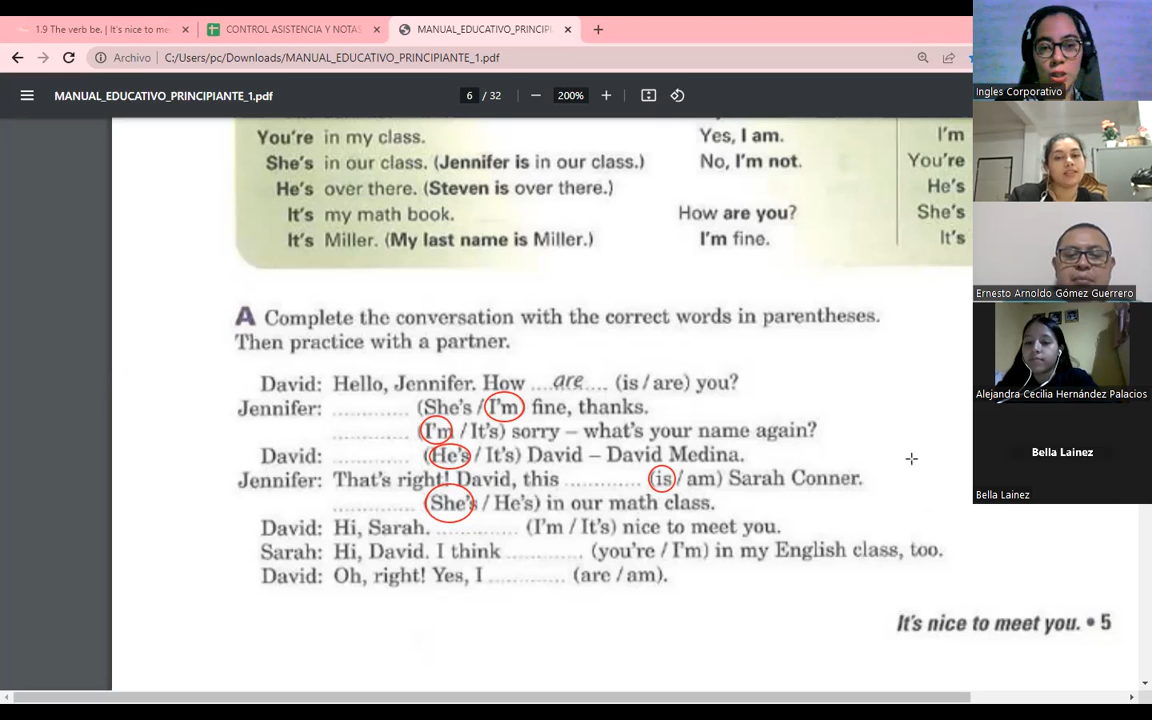 1.9 The verb be. | It's nice to me
CONTROL ASISTENCIA Y NOTAS
MANUAL_EDUCATIVO_PRINCIPI
Archivo
C:/Users/pc/Downloads/MANUAL_EDUCATIVO_PRINCIPIANTE_1.pdf
MANUAL_EDUCATIVO_PRINCIPIANTE_1.pdf
6 / 32
200%
Ingles Corporativo
Ernesto Arnoldo Gómez Guerrero
Alejandra Cecilia Hernández Palacios
Bella Lainez
Bella Lainez
You're in my class.
She's in our class. (Jennifer is in our class.)
He's over there. (Steven is over there.)
It's my math book.
It's Miller. (My last name is Miller.)
Yes, I am.
No, I'm not.
How are you?
I'm fine.
I'm
You're
He's
She's
It's
A Complete the conversation with the correct words in parentheses.
Then practice with a partner.
David: Hello, Jennifer. How ....are.... (is / are) you?
Jennifer: ............ (She's / I'm) fine, thanks.
............ (I'm / It's) sorry – what's your name again?
David: ............ (He's / It's) David – David Medina.
Jennifer: That's right! David, this ............ (is / am) Sarah Conner.
............ (She's / He's) in our math class.
David: Hi, Sarah. ............ (I'm / It's) nice to meet you.
Sarah: Hi, David. I think ............ (you're / I'm) in my English class, too.
David: Oh, right! Yes, I ............ (are / am).
It's nice to meet you. • 5